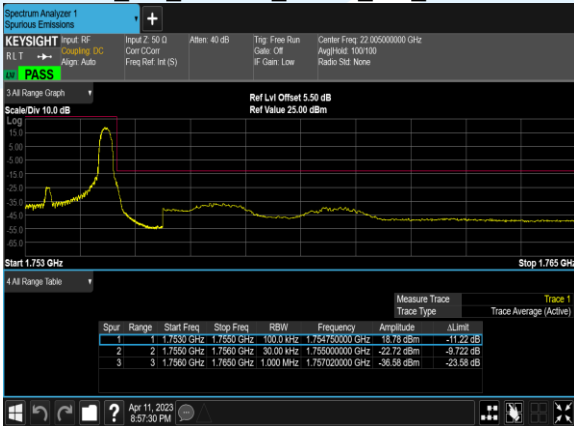 Spectrum Analyzer 1
Spurious Emissions
+
KEYSIGHT Input: RF Input Z: 50 Ω Atten: 40 dB Trig: Free Run Center Freq: 22.005000000 GHz
RLT Coupling: DC Corr CCorr Gate: Off Avg|Hold: 100/100
Align: Auto Freq Ref: Int (S) IF Gain: Low Radio Std: None
PASS
3 All Range Graph
Ref Lvl Offset 5.50 dB
Scale/Div 10.0 dB Ref Value 25.00 dBm
Log
15.0
5.00
-5.00
-15.0
-25.0
-35.0
-45.0
-55.0
-65.0
Start 1.753 GHz Stop 1.765 GHz
4 All Range Table
Measure Trace Trace 1
Trace Type Trace Average (Active)
Spur Range Start Freq Stop Freq RBW Frequency Amplitude ΔLimit
1 1 1.7530 GHz 1.7550 GHz 100.0 kHz 1.754750000 GHz 18.78 dBm -11.22 dB
2 2 1.7550 GHz 1.7560 GHz 30.00 kHz 1.755000000 GHz -22.72 dBm -9.722 dB
3 3 1.7560 GHz 1.7650 GHz 1.000 MHz 1.757020000 GHz -36.58 dBm -23.58 dB
? Apr 11, 2023
8:57:30 PM